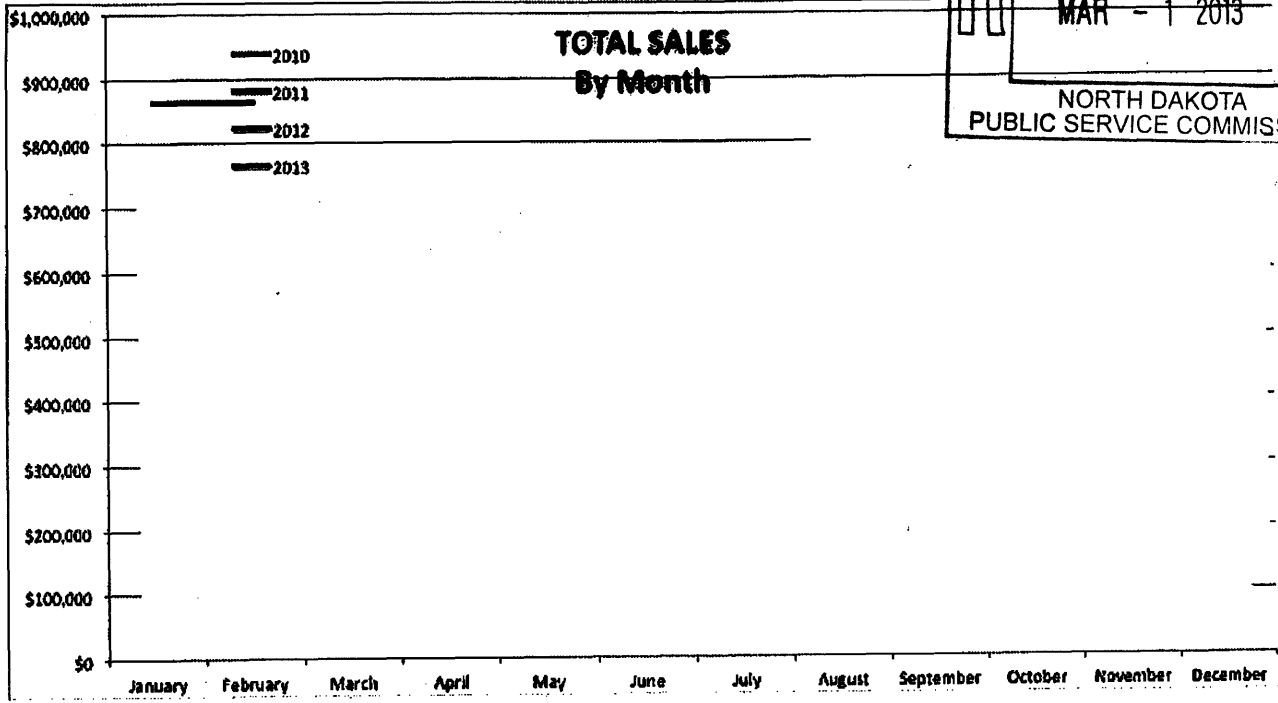 $1,000,000
MAR - 1 2013
TOTAL SALES
By Month
2010
$900,000
2011
NORTH DAKOTA
PUBLIC SERVICE COMMISS
2012
$800,000
2013
$700,000
$600,000
$500,000
$400,000
$300,000
$200,000
$100,000
$0
January February March April May June July August September October November December